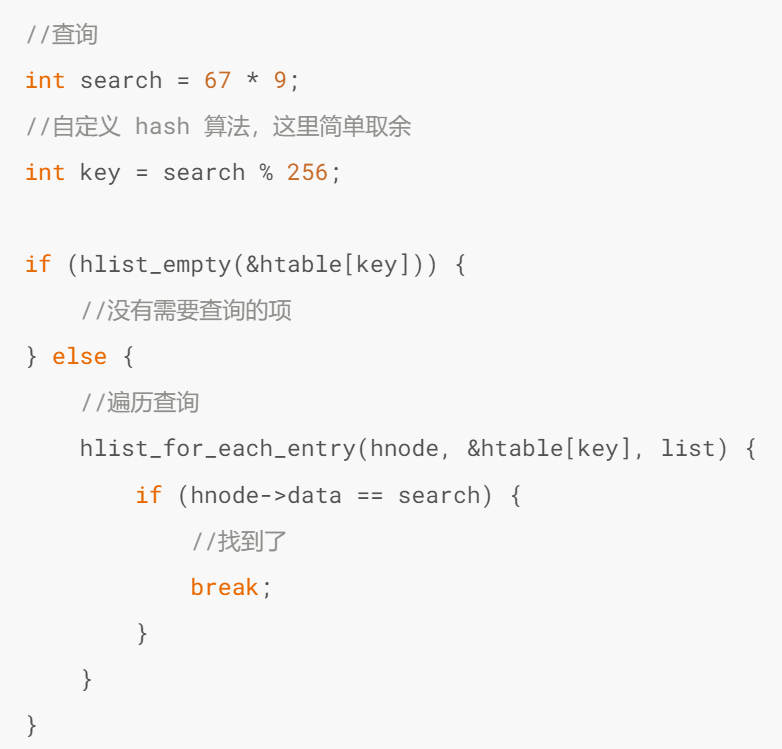 //查询
int search = 67 * 9;
//自定义 hash 算法，这里简单取余
int key = search % 256;

if (hlist_empty(&htable[key])) {
    //没有需要查询的项
} else {
    //遍历查询
    hlist_for_each_entry(hnode, &htable[key], list) {
        if (hnode->data == search) {
            //找到了
            break;
        }
    }
}